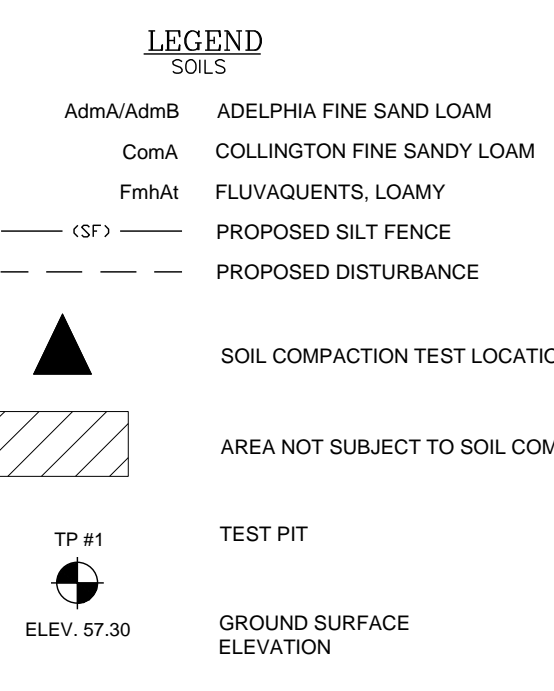 LEGEND
SOILS
AdmA/AdmB ADELPHIA FINE SAND LOAM
ComA COLLINGTON FINE SANDY LOAM
FmhAt FLUVAQUENTS, LOAMY
(SF) PROPOSED SILT FENCE
PROPOSED DISTURBANCE
SOIL COMPACTION TEST
AREA NOT SUBJECT TO SOIL
TP #1 TEST PIT
ELEV. 57.30 GROUND SURFACE
ELEVATION